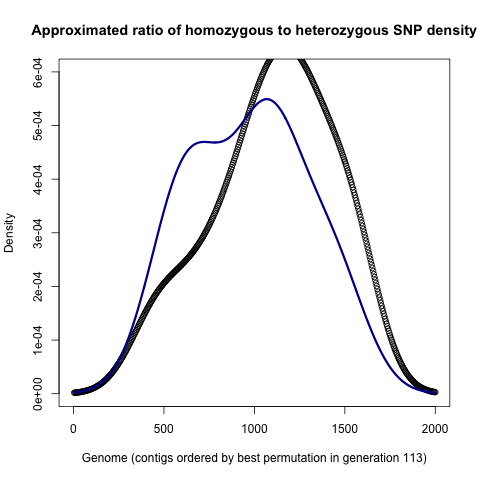 Approximated ratio of homozygous to heterozygous SNP density
6e-04
5e-04
4e-04
3e-04
2e-04
1e-04
0e+00
Density
0 500 1000 1500 2000
Genome (contigs ordered by best permutation in generation 113)